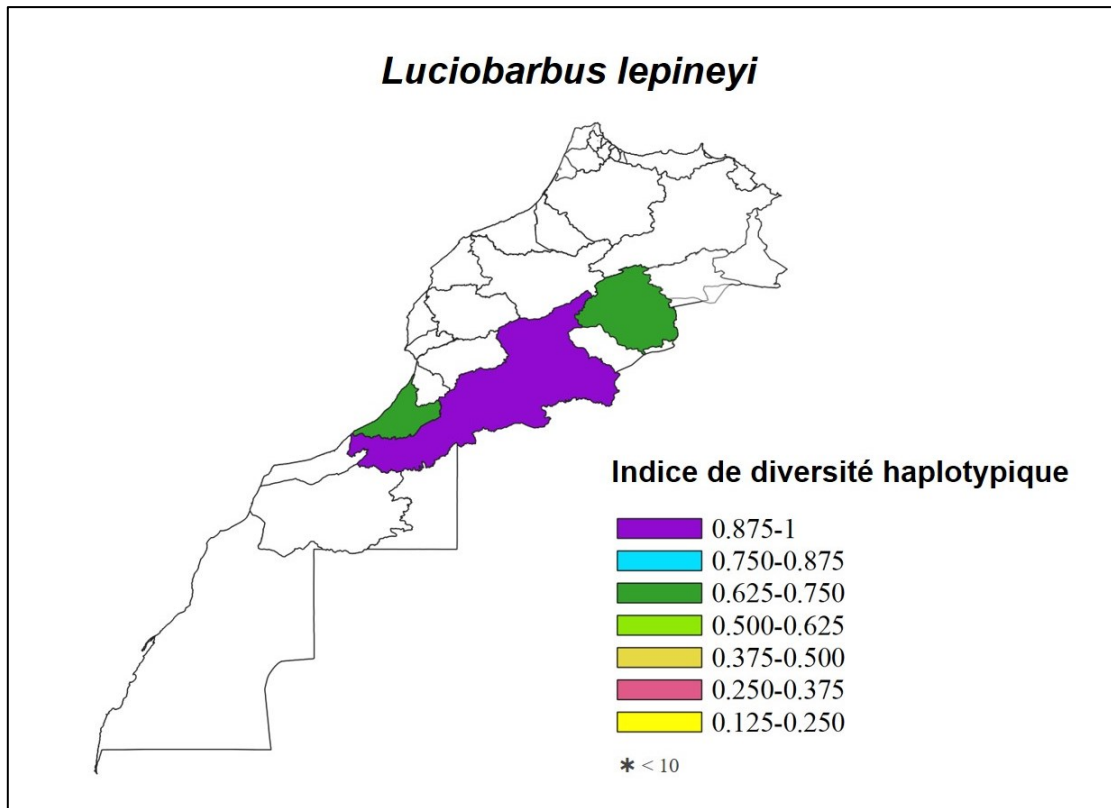 Luciobarbus lepineyi
Indice de diversité haplotypique
0.875-1
0.750-0.875
0.625-0.750
0.500-0.625
0.375-0.500
0.250-0.375
0.125-0.250
* < 10